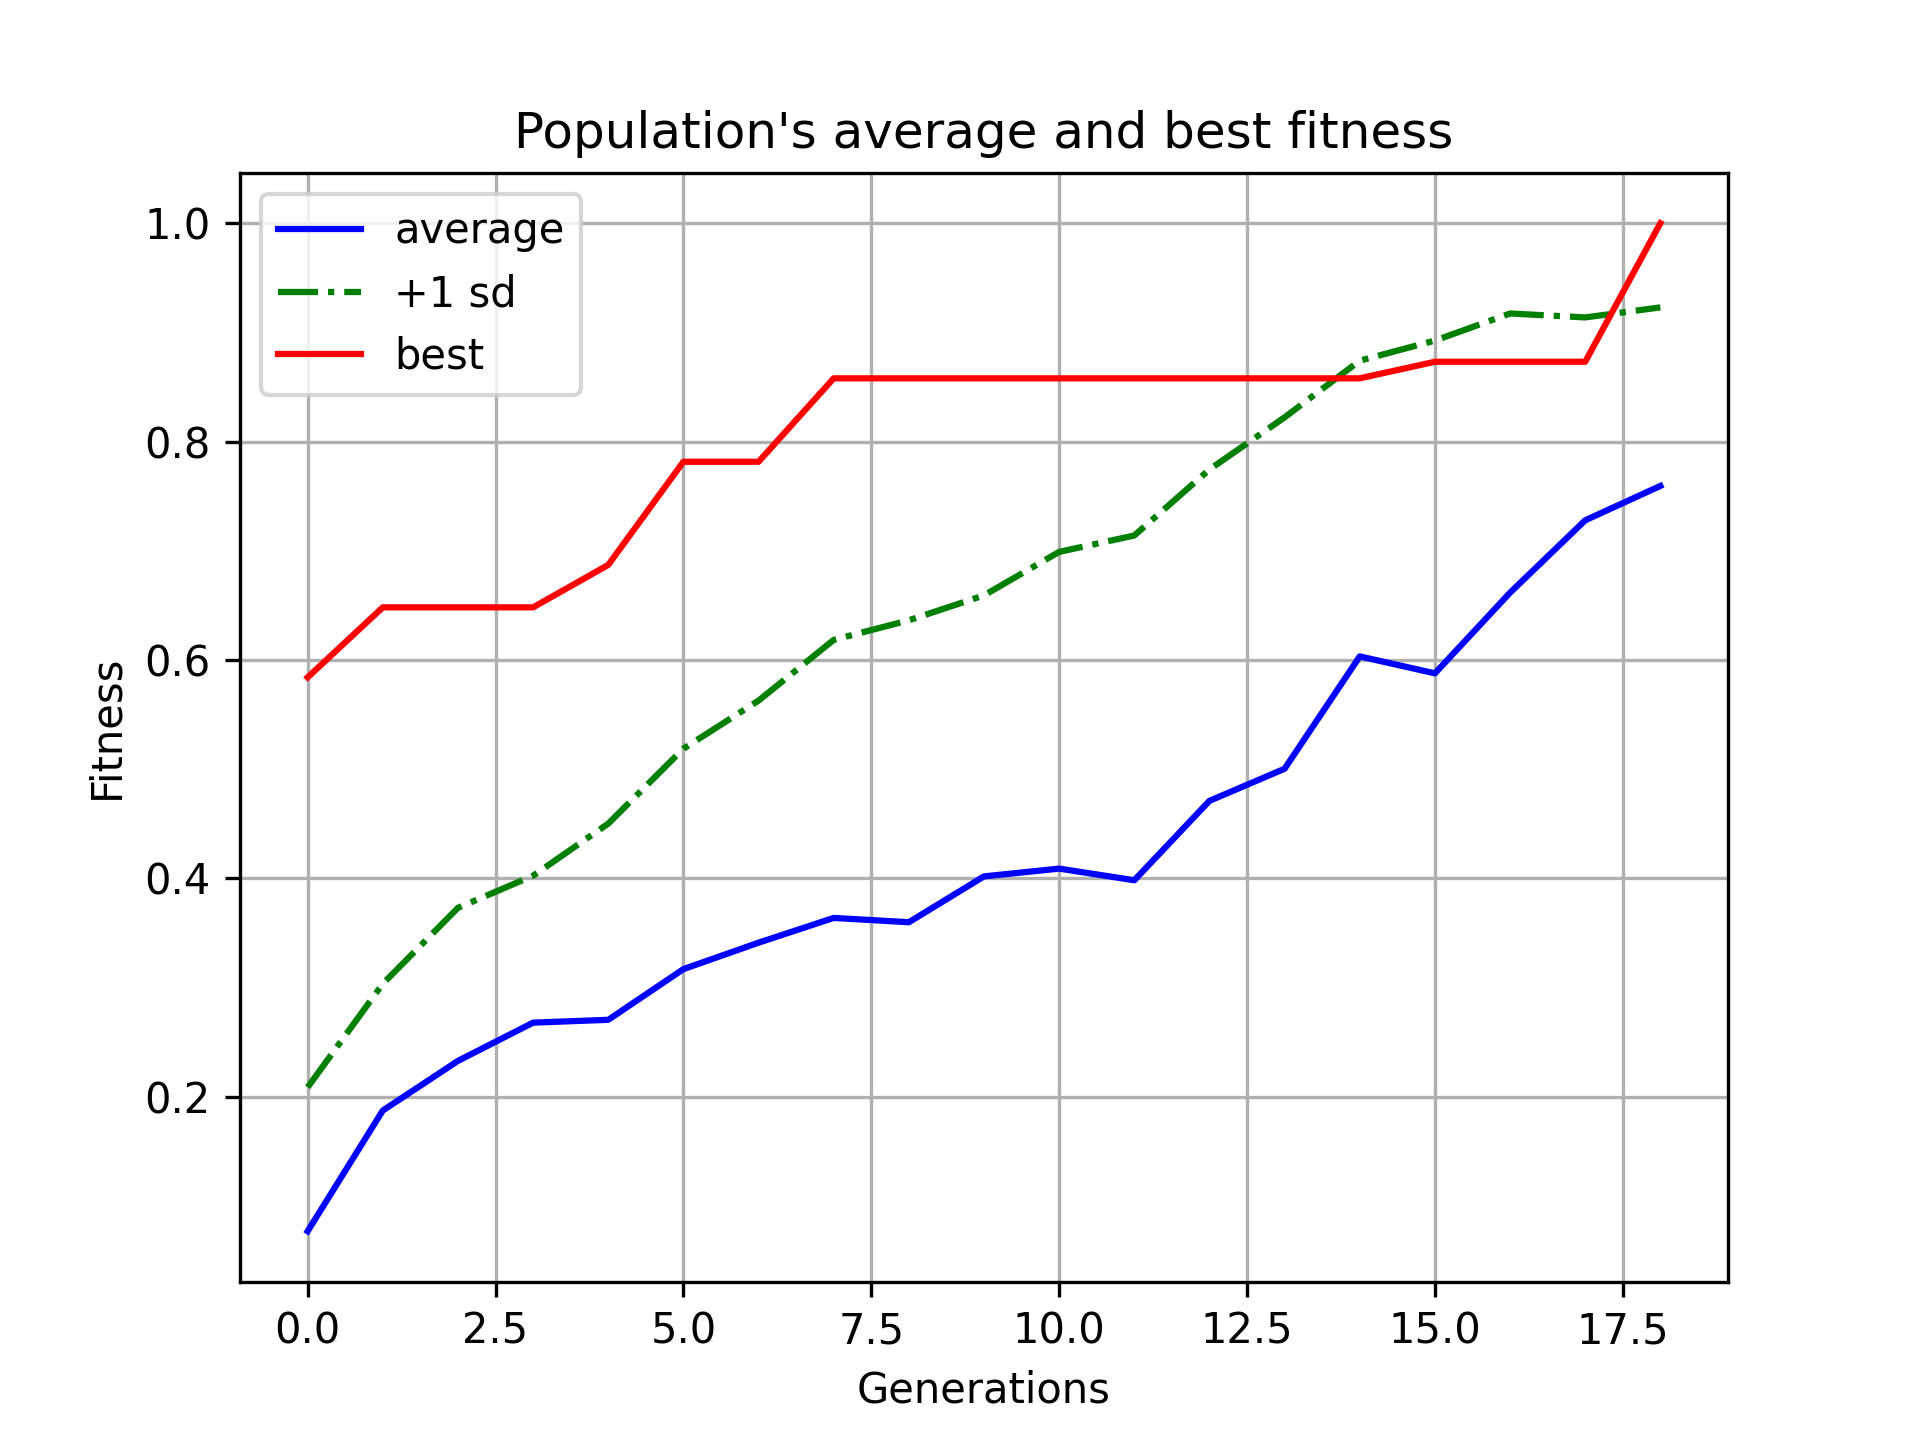 Population's average and best fitness
average
+1 sd
best
1.0
0.8
0.6
0.4
0.2
Fitness
0.0 2.5 5.0 7.5 10.0 12.5 15.0 17.5
Generations